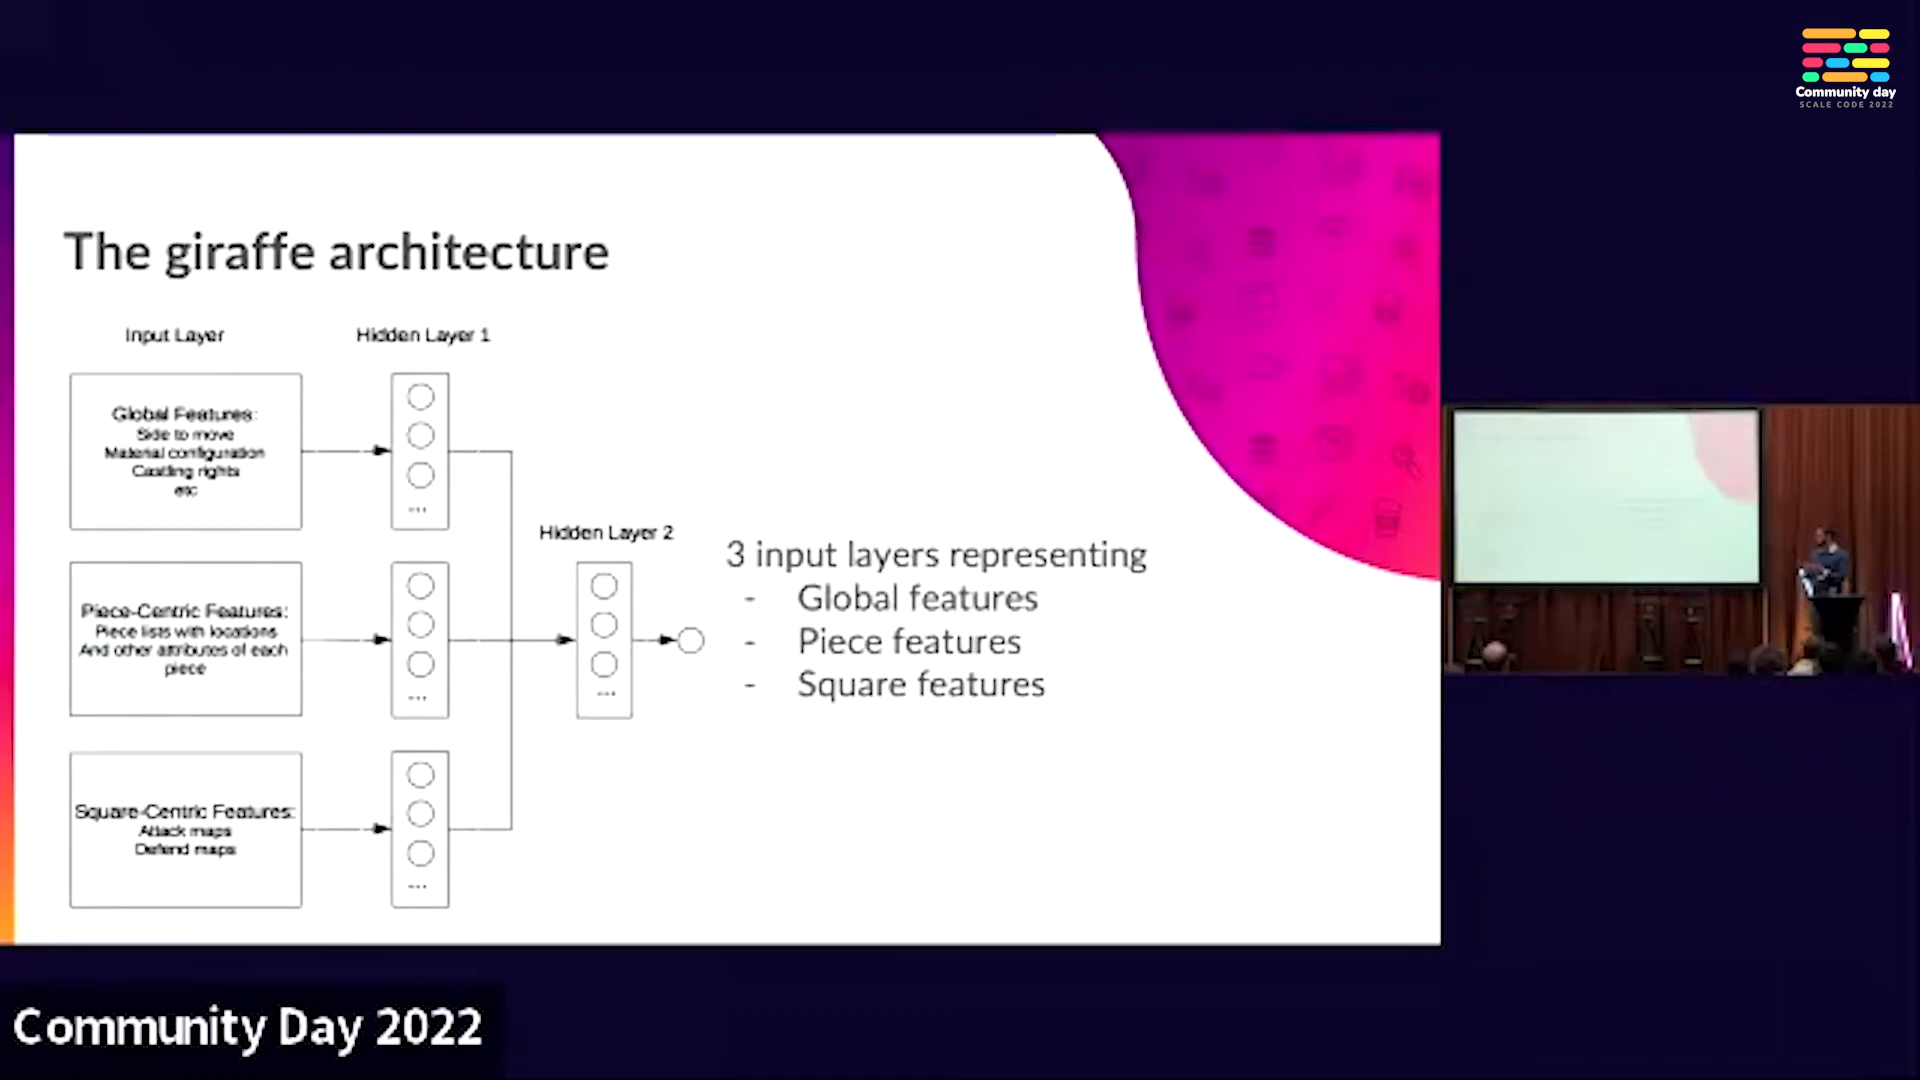 Community day
SCALE CODE 2022
The giraffe architecture
Input Layer
Hidden Layer 1
Global Features:
Side to move
Material configuration
Castling rights
etc
...
Hidden Layer 2
Piece-Centric Features:
Piece lists with locations
And other attributes of each
piece
...
...
Square-Centric Features:
Attack maps
Defend maps
...
3 input layers representing
- Global features
- Piece features
- Square features
Community Day 2022